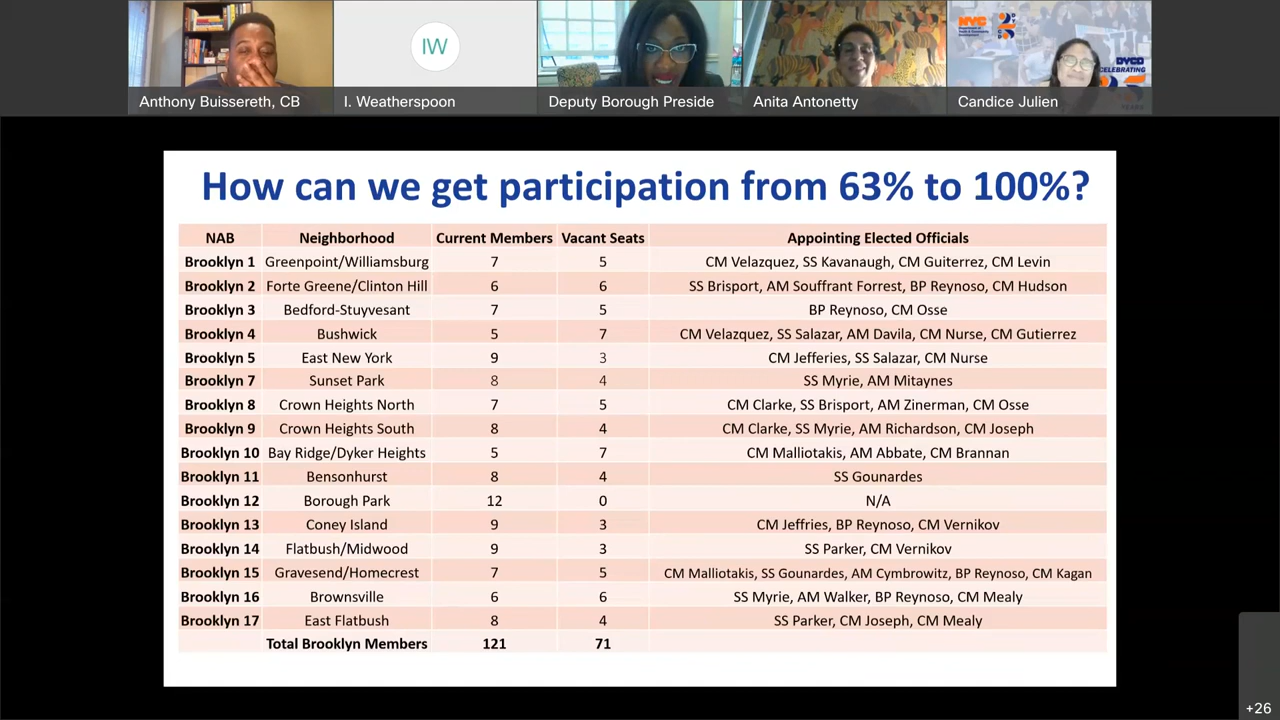 Anthony Buissereth, CB
IW
I. Weatherspoon
Deputy Borough Preside
Anita Antonetty
NYC
DYCD
CELEBRATING
YEARS
Candice Julien
How can we get participation from 63% to 100%?
NAB Neighborhood Current Members Vacant Seats Appointing Elected Officials
Brooklyn 1 Greenpoint/Williamsburg 7 5 CM Velazquez, SS Kavanaugh, CM Guiterrez, CM Levin
Brooklyn 2 Forte Greene/Clinton Hill 6 6 SS Brisport, AM Souffrant Forrest, BP Reynoso, CM Hudson
Brooklyn 3 Bedford-Stuyvesant 7 5 BP Reynoso, CM Osse
Brooklyn 4 Bushwick 5 7 CM Velazquez, SS Salazar, AM Davila, CM Nurse, CM Gutierrez
Brooklyn 5 East New York 9 3 CM Jefferies, SS Salazar, CM Nurse
Brooklyn 7 Sunset Park 8 4 SS Myrie, AM Mitaynes
Brooklyn 8 Crown Heights North 7 5 CM Clarke, SS Brisport, AM Zinerman, CM Osse
Brooklyn 9 Crown Heights South 8 4 CM Clarke, SS Myrie, AM Richardson, CM Joseph
Brooklyn 10 Bay Ridge/Dyker Heights 5 7 CM Malliotakis, AM Abbate, CM Brannan
Brooklyn 11 Bensonhurst 8 4 SS Gounardes
Brooklyn 12 Borough Park 12 0 N/A
Brooklyn 13 Coney Island 9 3 CM Jeffries, BP Reynoso, CM Vernikov
Brooklyn 14 Flatbush/Midwood 9 3 SS Parker, CM Vernikov
Brooklyn 15 Gravesend/Homecrest 7 5 CM Malliotakis, SS Gounardes, AM Cymbrowitz, BP Reynoso, CM Kagan
Brooklyn 16 Brownsville 6 6 SS Myrie, AM Walker, BP Reynoso, CM Mealy
Brooklyn 17 East Flatbush 8 4 SS Parker, CM Joseph, CM Mealy
Total Brooklyn Members 121 71
+26